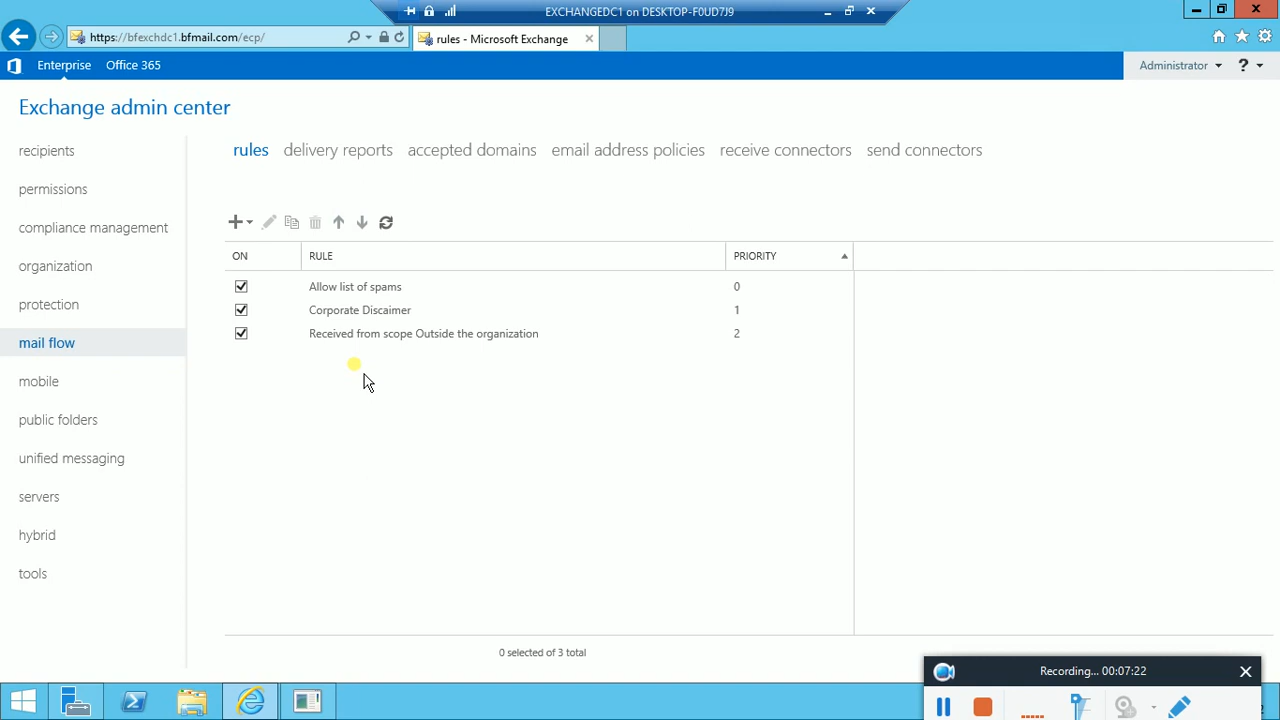 EXCHANGEDC1 on DESKTOP-F0UD7J9
https://bfexchdc1.bfmail.com/ecp/
rules - Microsoft Exchange
Enterprise
Office 365
Administrator
?
Exchange admin center
recipients
permissions
compliance management
organization
protection
mail flow
mobile
public folders
unified messaging
servers
hybrid
tools
rules delivery reports accepted domains email address policies receive connectors send connectors
ON RULE PRIORITY
Allow list of spams 0
Corporate Discaimer 1
Received from scope Outside the organization 2
0 selected of 3 total
Recording... 00:07:22